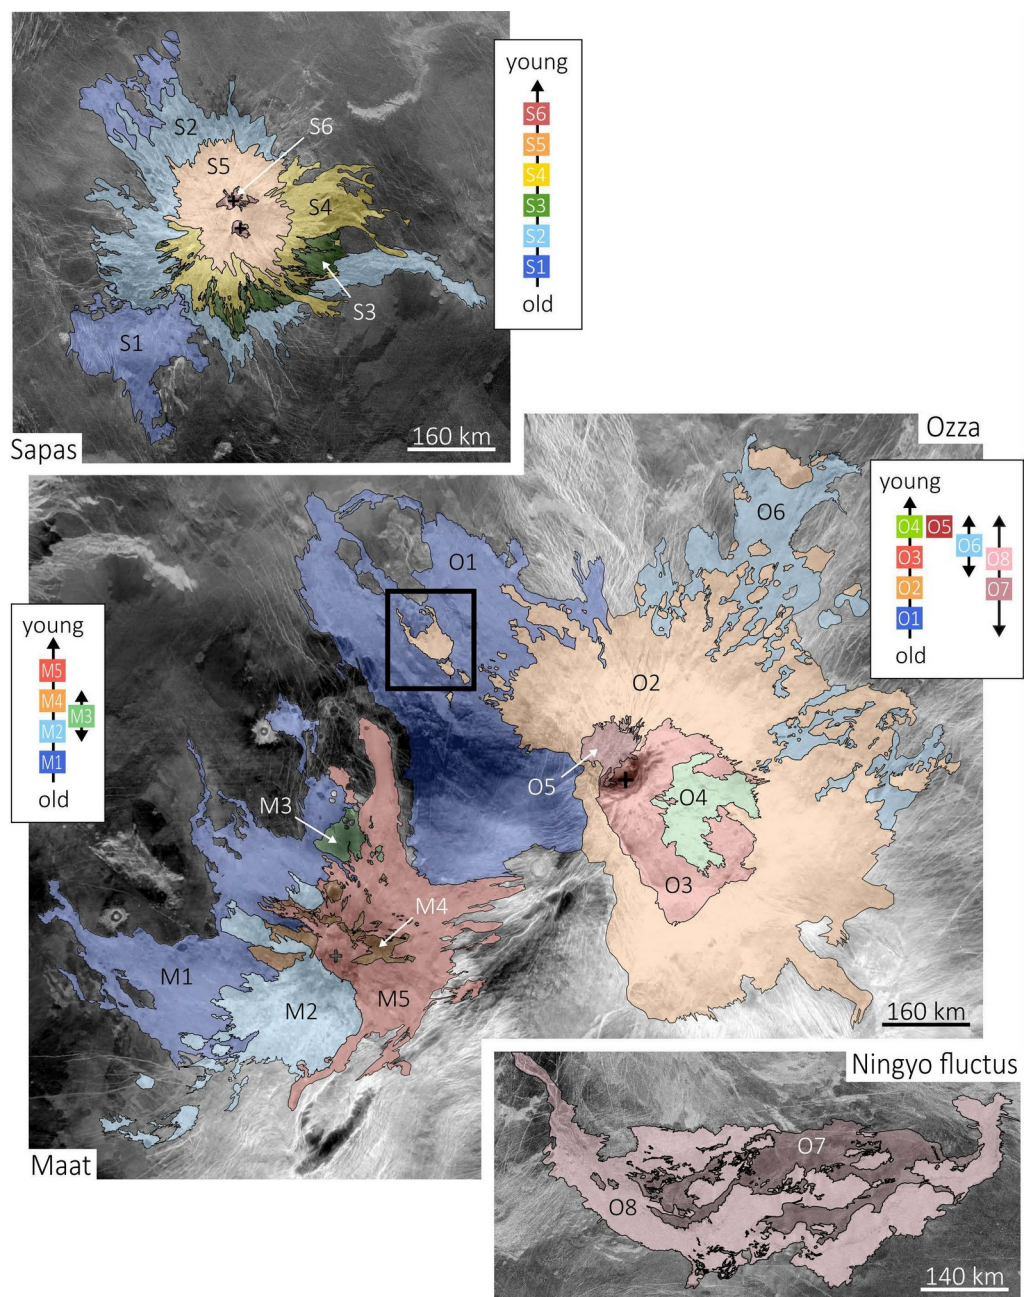 S2
S6
S5
S4
S3
S1
160 km
Sapas
young
S6
S5
S4
S3
S2
S1
old
Ozza
young
O4 O5
O3
O2
O1
O6
O8
O7
old
O6
O1
O2
O5
O4
O3
160 km
young
M5
M4
M3
M2
M1
old
M3
M4
M1
M2
M5
Maat
Ningyo fluctus
O7
O8
140 km